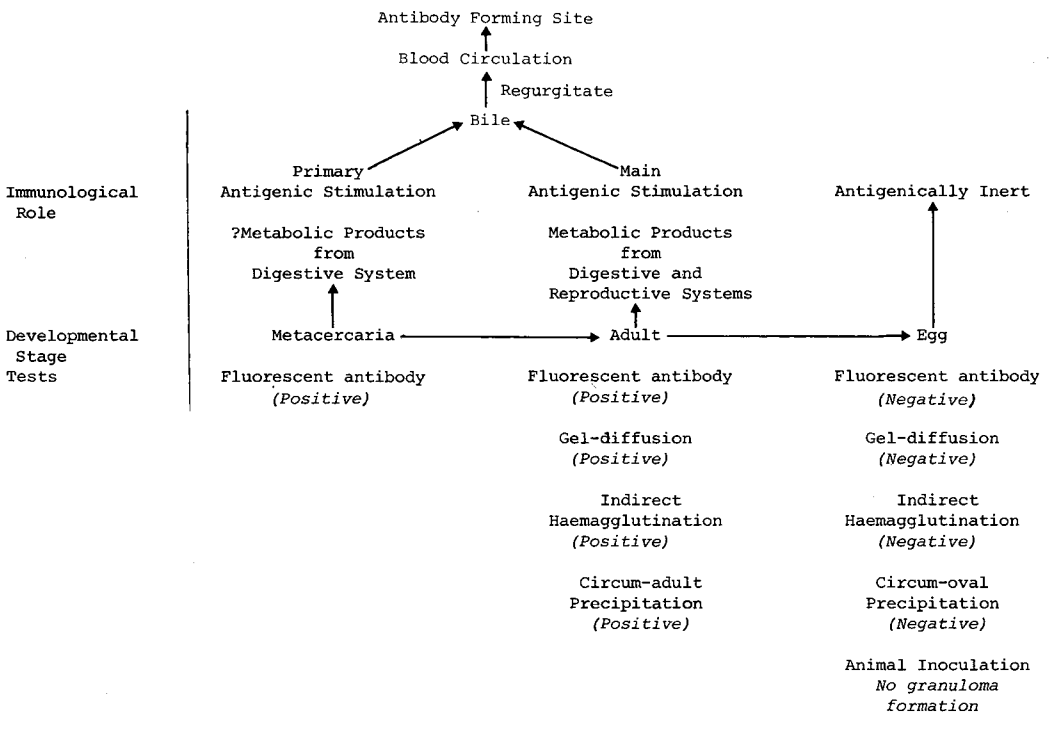 Antibody Forming Site
Blood Circulation
Regurgitate
Bile
Primary Main
Immunological Antigenic Stimulation Antigenic Stimulation Antigenically Inert
Role
?Metabolic Products Metabolic Products
from from
Digestive System Digestive and
Reproductive Systems
Developmental Metacercaria Adult Egg
Stage
Tests Fluorescent antibody Fluorescent antibody Fluorescent antibody
(Positive) (Positive) (Negative)
Gel-diffusion Gel-diffusion
(Positive) (Negative)
Indirect Indirect
Haemagglutination Haemagglutination
(Positive) (Negative)
Circum-adult Circum-oval
Precipitation Precipitation
(Positive) (Negative)
Animal Inoculation
No granuloma
formation